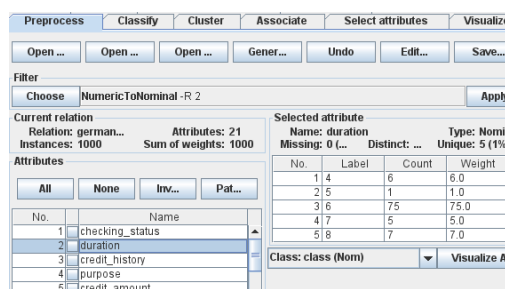 Preprocess Classify Cluster Associate Select attributes Visualize
Open ... Open ... Open ... Gener... Undo Edit... Save...
Filter
Choose NumericToNominal -R 2 Apply
Current relation
Relation: german... Attributes: 21
Instances: 1000 Sum of weights: 1000
Attributes
All None Inv... Pat...
No. Name
1 checking_status
2 duration
3 credit_history
4 purpose
5 credit_amount
Selected attribute
Name: duration Type: Nomi
Missing: 0 (... Distinct: ... Unique: 5 (1%
No. Label Count Weight
1 4 6 6.0
2 5 1 1.0
3 6 75 75.0
4 7 5 5.0
5 8 7 7.0
Class: class (Nom) Visualize A